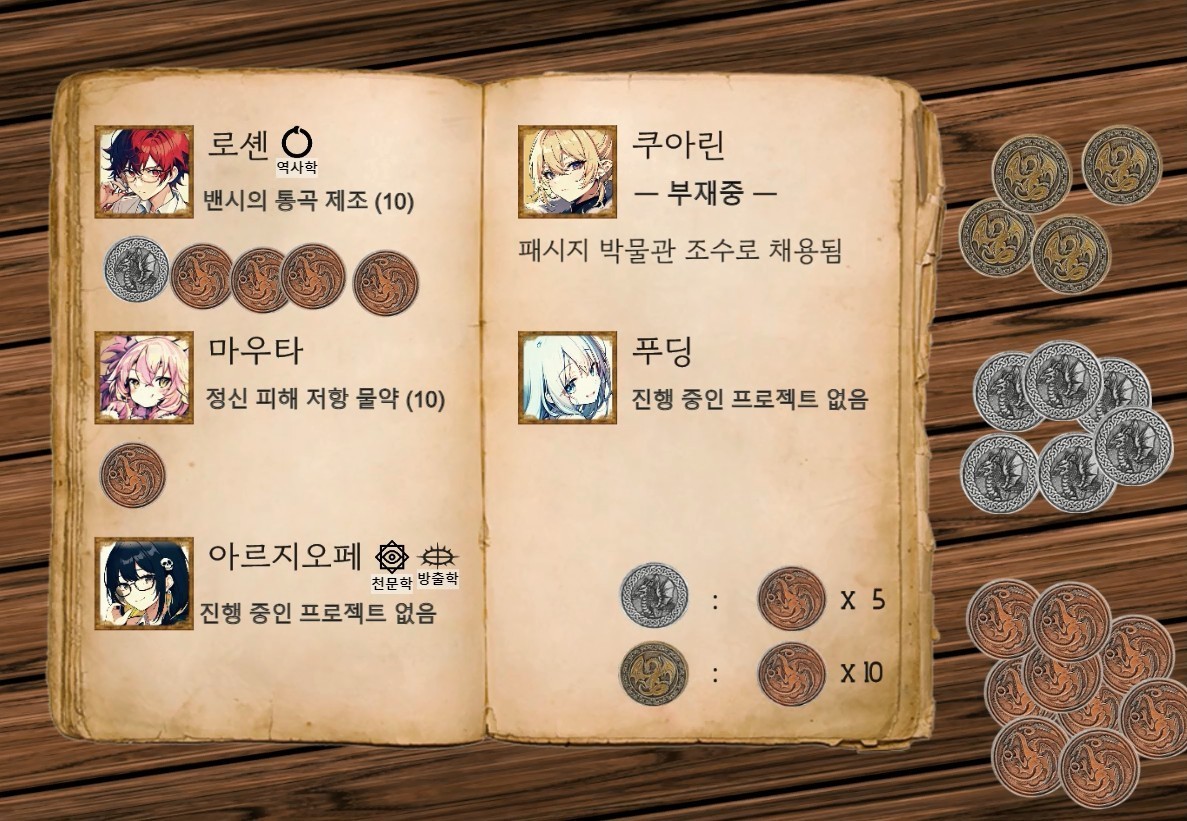 로셴
역사학
밴시의 통곡 제조 (10)
마우타
정신 피해 저항 물약 (10)
아르지오페
천문학 방출학
진행 중인 프로젝트 없음
쿠아린
— 부재중 —
패시지 박물관 조수로 채용됨
푸딩
진행 중인 프로젝트 없음
: X 5
: X 10